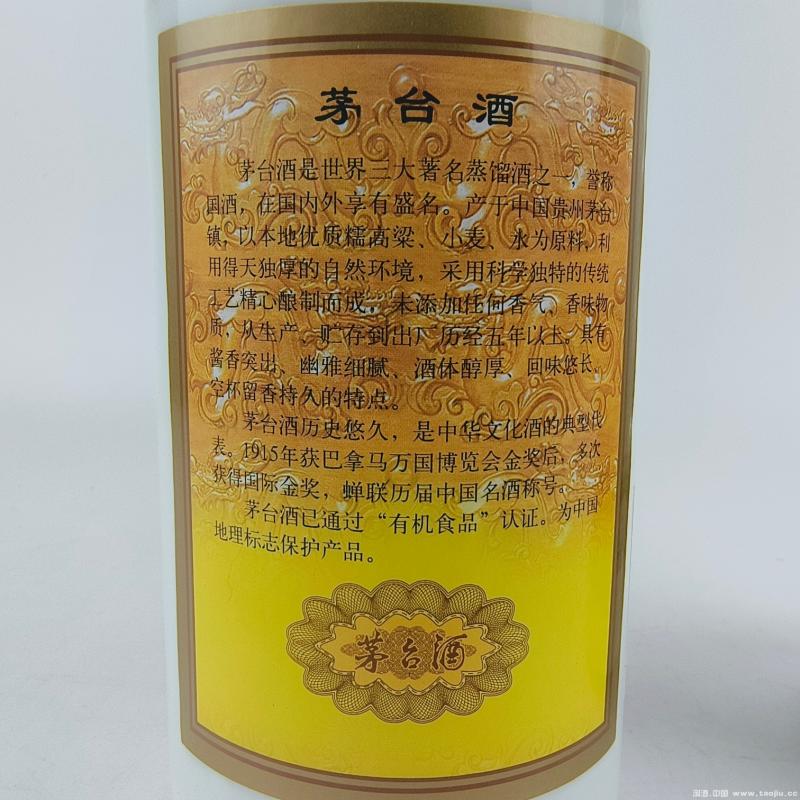 茅台酒
茅台酒是世界三大著名蒸馏酒之一，誉称
国酒，在国内外享有盛名。产于中国贵州茅台
镇，以本地优质糯高粱、小麦、水为原料，利
用得天独厚的自然环境，采用科学独特的传统
工艺精心酿制而成，未添加任何香气、香味物
质，从生产、贮存到出厂历经五年以上。具有
酱香突出、幽雅细腻、酒体醇厚、回味悠长、
空杯留香持久的特点。
茅台酒历史悠久，是中华文化酒的典型代
表。1915年获巴拿马万国博览会金奖后，多次
获得国际金奖，蝉联历届中国名酒称号。
茅台酒已通过“有机食品”认证。为中国
地理标志保护产品。
茅台酒
淘酒.中国 www.taojiu.cc